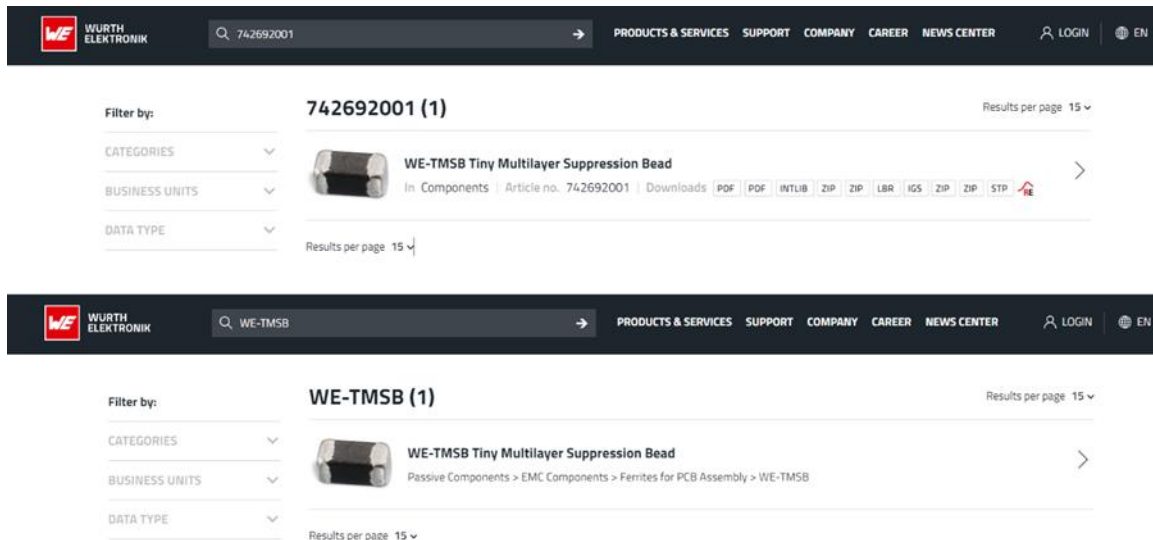 WURTH ELEKTRONIK 742692001 PRODUCTS & SERVICES SUPPORT COMPANY CAREER NEWS CENTER LOGIN EN
Filter by:
CATEGORIES
BUSINESS UNITS
DATA TYPE
742692001 (1)
Results per page 15
WE-TMSB Tiny Multilayer Suppression Bead
In Components | Article no. 742692001 | Downloads PDF PDF INTLIB ZIP ZIP LBR IGS ZIP ZIP STP RE
Results per page 15
WURTH ELEKTRONIK WE-TMSB PRODUCTS & SERVICES SUPPORT COMPANY CAREER NEWS CENTER LOGIN EN
Filter by:
CATEGORIES
BUSINESS UNITS
DATA TYPE
WE-TMSB (1)
Results per page 15
WE-TMSB Tiny Multilayer Suppression Bead
Passive Components > EMC Components > Ferrites for PCB Assembly > WE-TMSB
Results per page 15